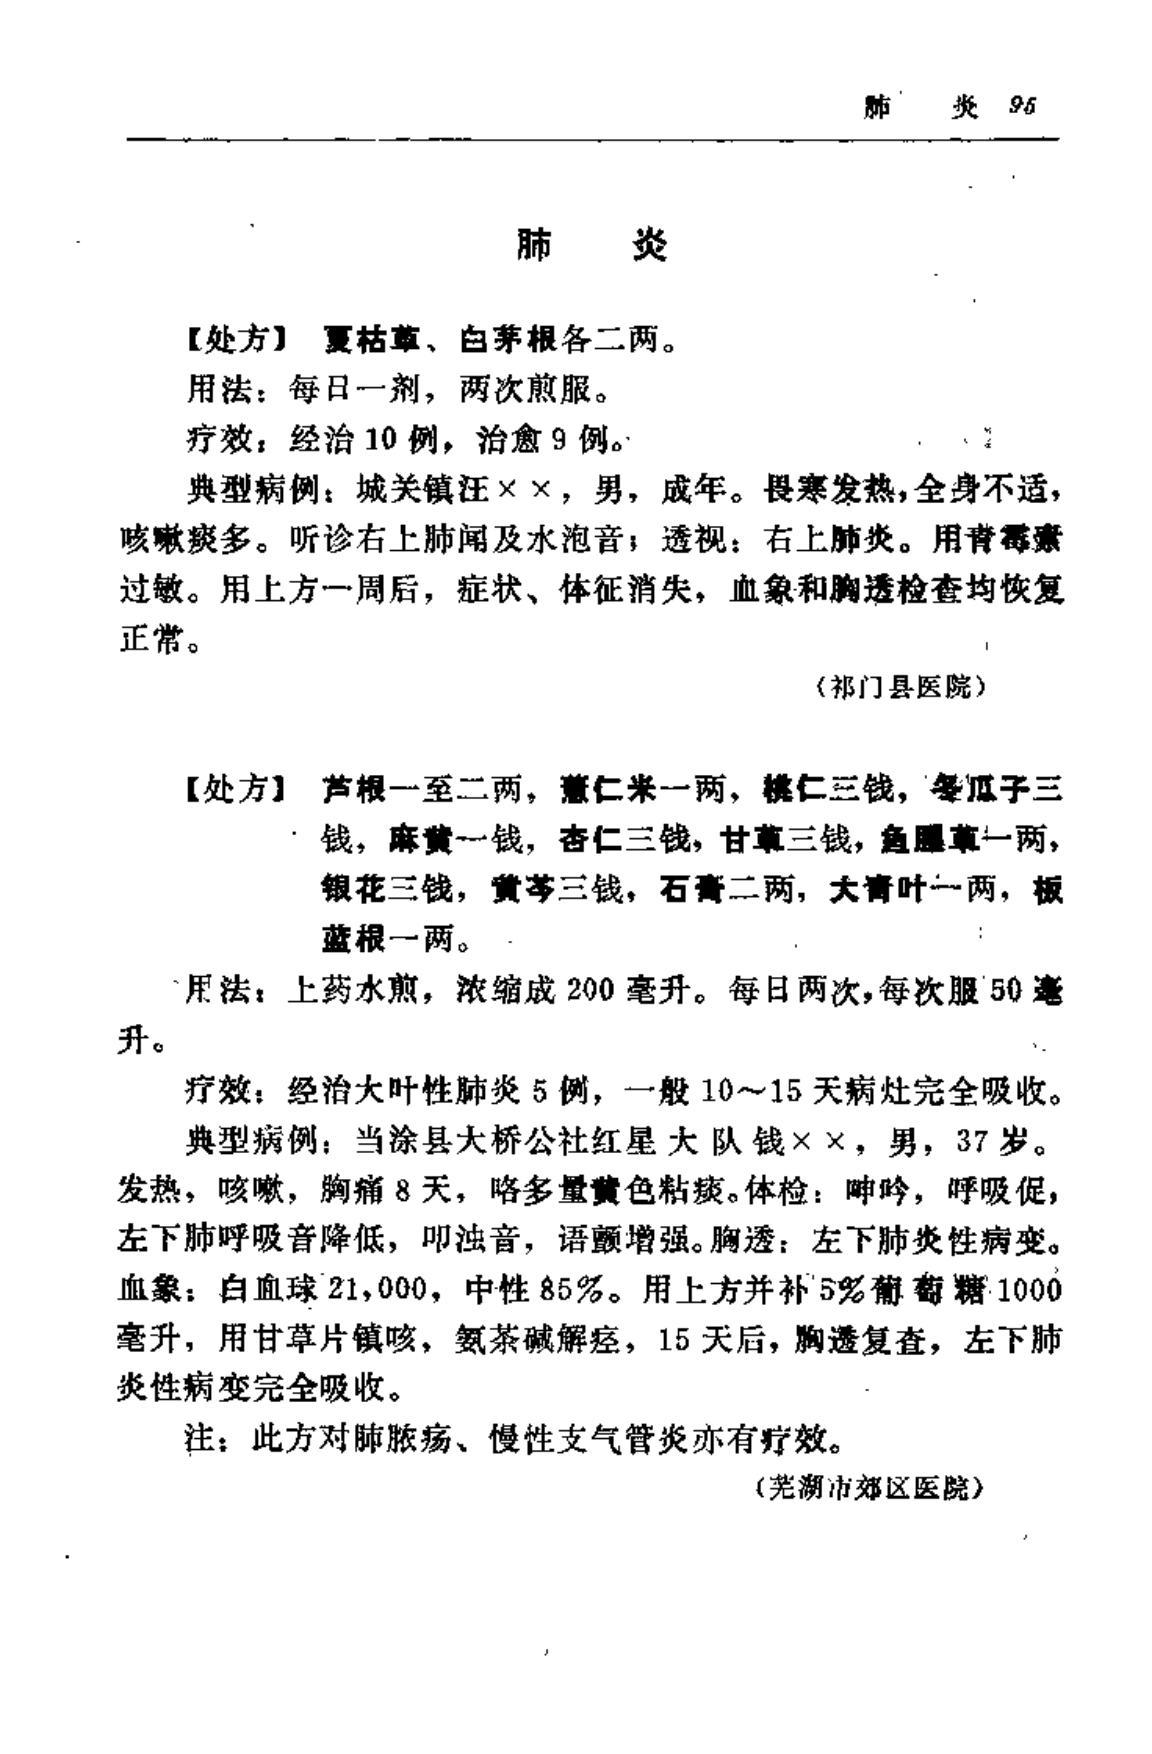 肺　炎 95
肺　炎
【处方】 夏枯草、白茅根各二两。
用法：每日一剂，两次煎服。
疗效：经治 10 例，治愈 9 例。
典型病例：城关镇汪××，男，成年。畏寒发热，全身不适，
咳嗽痰多。听诊右上肺闻及水泡音；透视：右上肺炎。用青霉素
过敏。用上方一周后，症状、体征消失，血象和胸透检查均恢复
正常。
（祁门县医院）
【处方】 芦根一至二两，薏仁米一两，桃仁三钱，冬瓜子三
钱，麻黄一钱，杏仁三钱，甘草三钱，鱼腥草一两，
银花三钱，黄芩三钱，石膏二两，大青叶一两，板
蓝根一两。
用法：上药水煎，浓缩成 200 毫升。每日两次，每次服 50 毫
升。
疗效：经治大叶性肺炎 5 例，一般 10～15 天病灶完全吸收。
典型病例：当涂县大桥公社红星大队钱××，男，37 岁。
发热，咳嗽，胸痛 8 天，咯多量黄色粘痰。体检：呻吟，呼吸促，
左下肺呼吸音降低，叩浊音，语颤增强。胸透：左下肺炎性病变。
血象：白血球 21,000，中性 85%。用上方并补 5% 葡萄糖 1000
毫升，用甘草片镇咳，氨茶碱解痉，15 天后，胸透复查，左下肺
炎性病变完全吸收。
注：此方对肺脓疡、慢性支气管炎亦有疗效。
（芜湖市郊区医院）